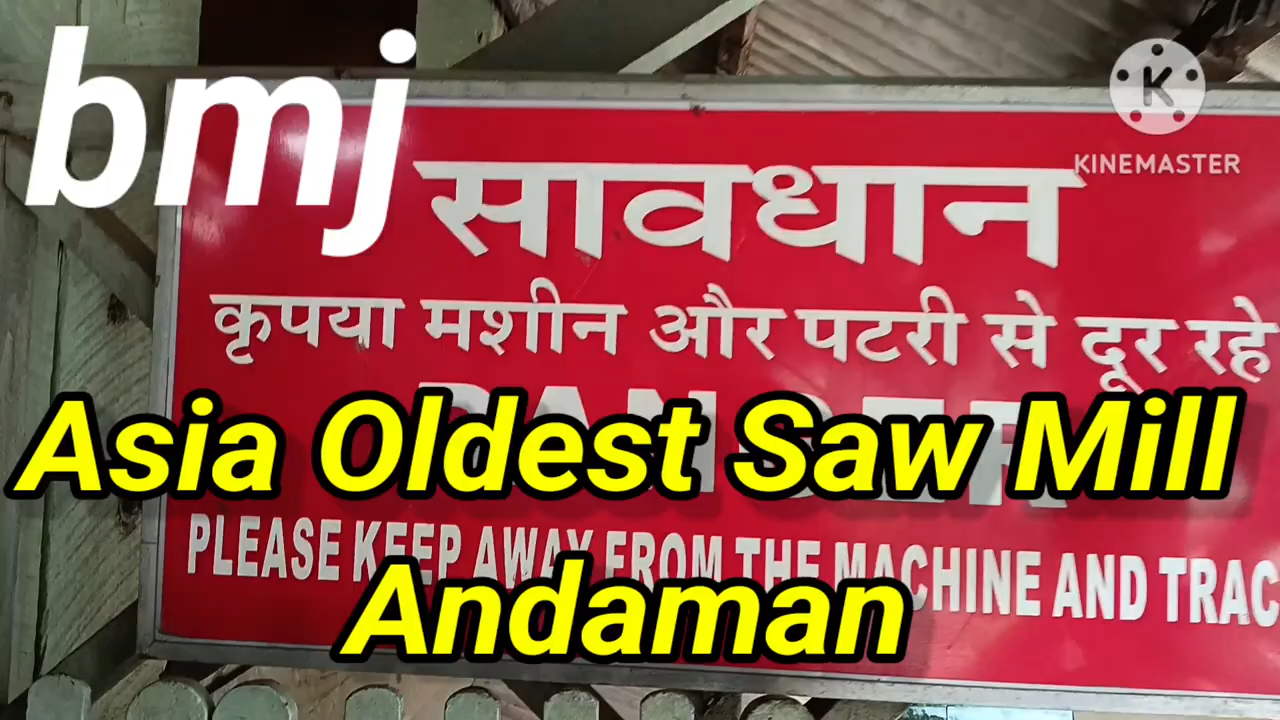 bmj
K
KINEMASTER
सावधान
कृपया मशीन और पटरी से दूर रहे
DANGER
Asia Oldest Saw Mill
PLEASE KEEP AWAY FROM THE MACHINE AND TRAC
Andaman